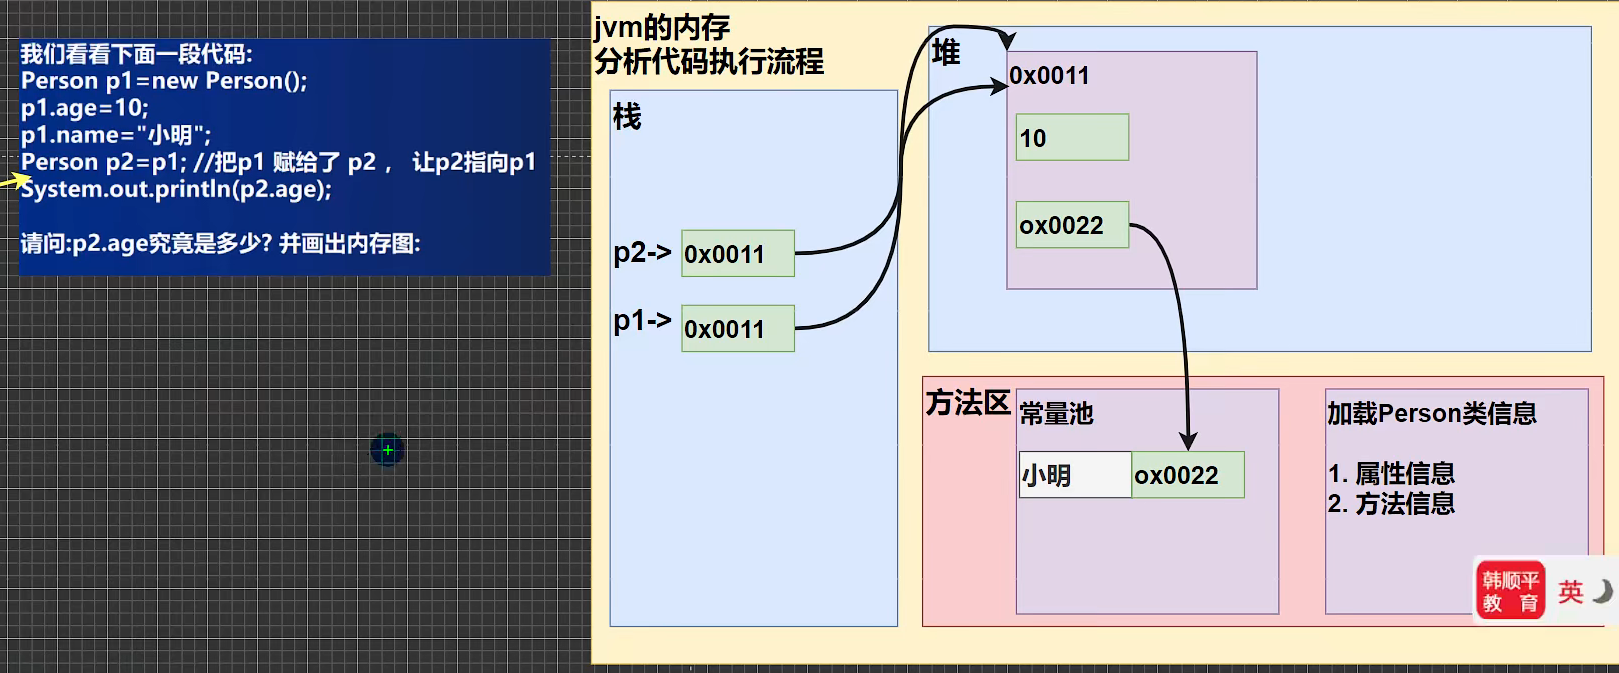 我们看看下面一段代码:
Person p1=new Person();
p1.age=10;
p1.name="小明";
Person p2=p1; //把p1 赋给了 p2 ， 让p2指向p1
System.out.println(p2.age);
请问:p2.age究竟是多少? 并画出内存图:
jvm的内存
分析代码执行流程
栈
p2->
0x0011
p1->
0x0011
堆
0x0011
10
ox0022
方法区
常量池
小明
ox0022
加载Person类信息
1. 属性信息
2. 方法信息
韩顺平
教 育
英